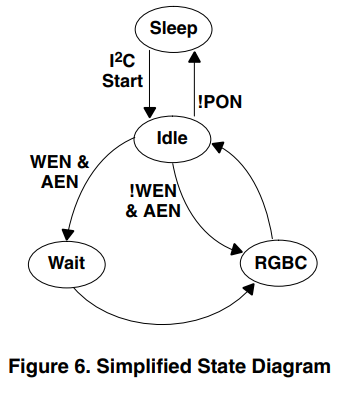 Sleep
I²C
Start
!PON
Idle
WEN &
AEN
!WEN
& AEN
Wait
RGBC
Figure 6. Simplified State Diagram